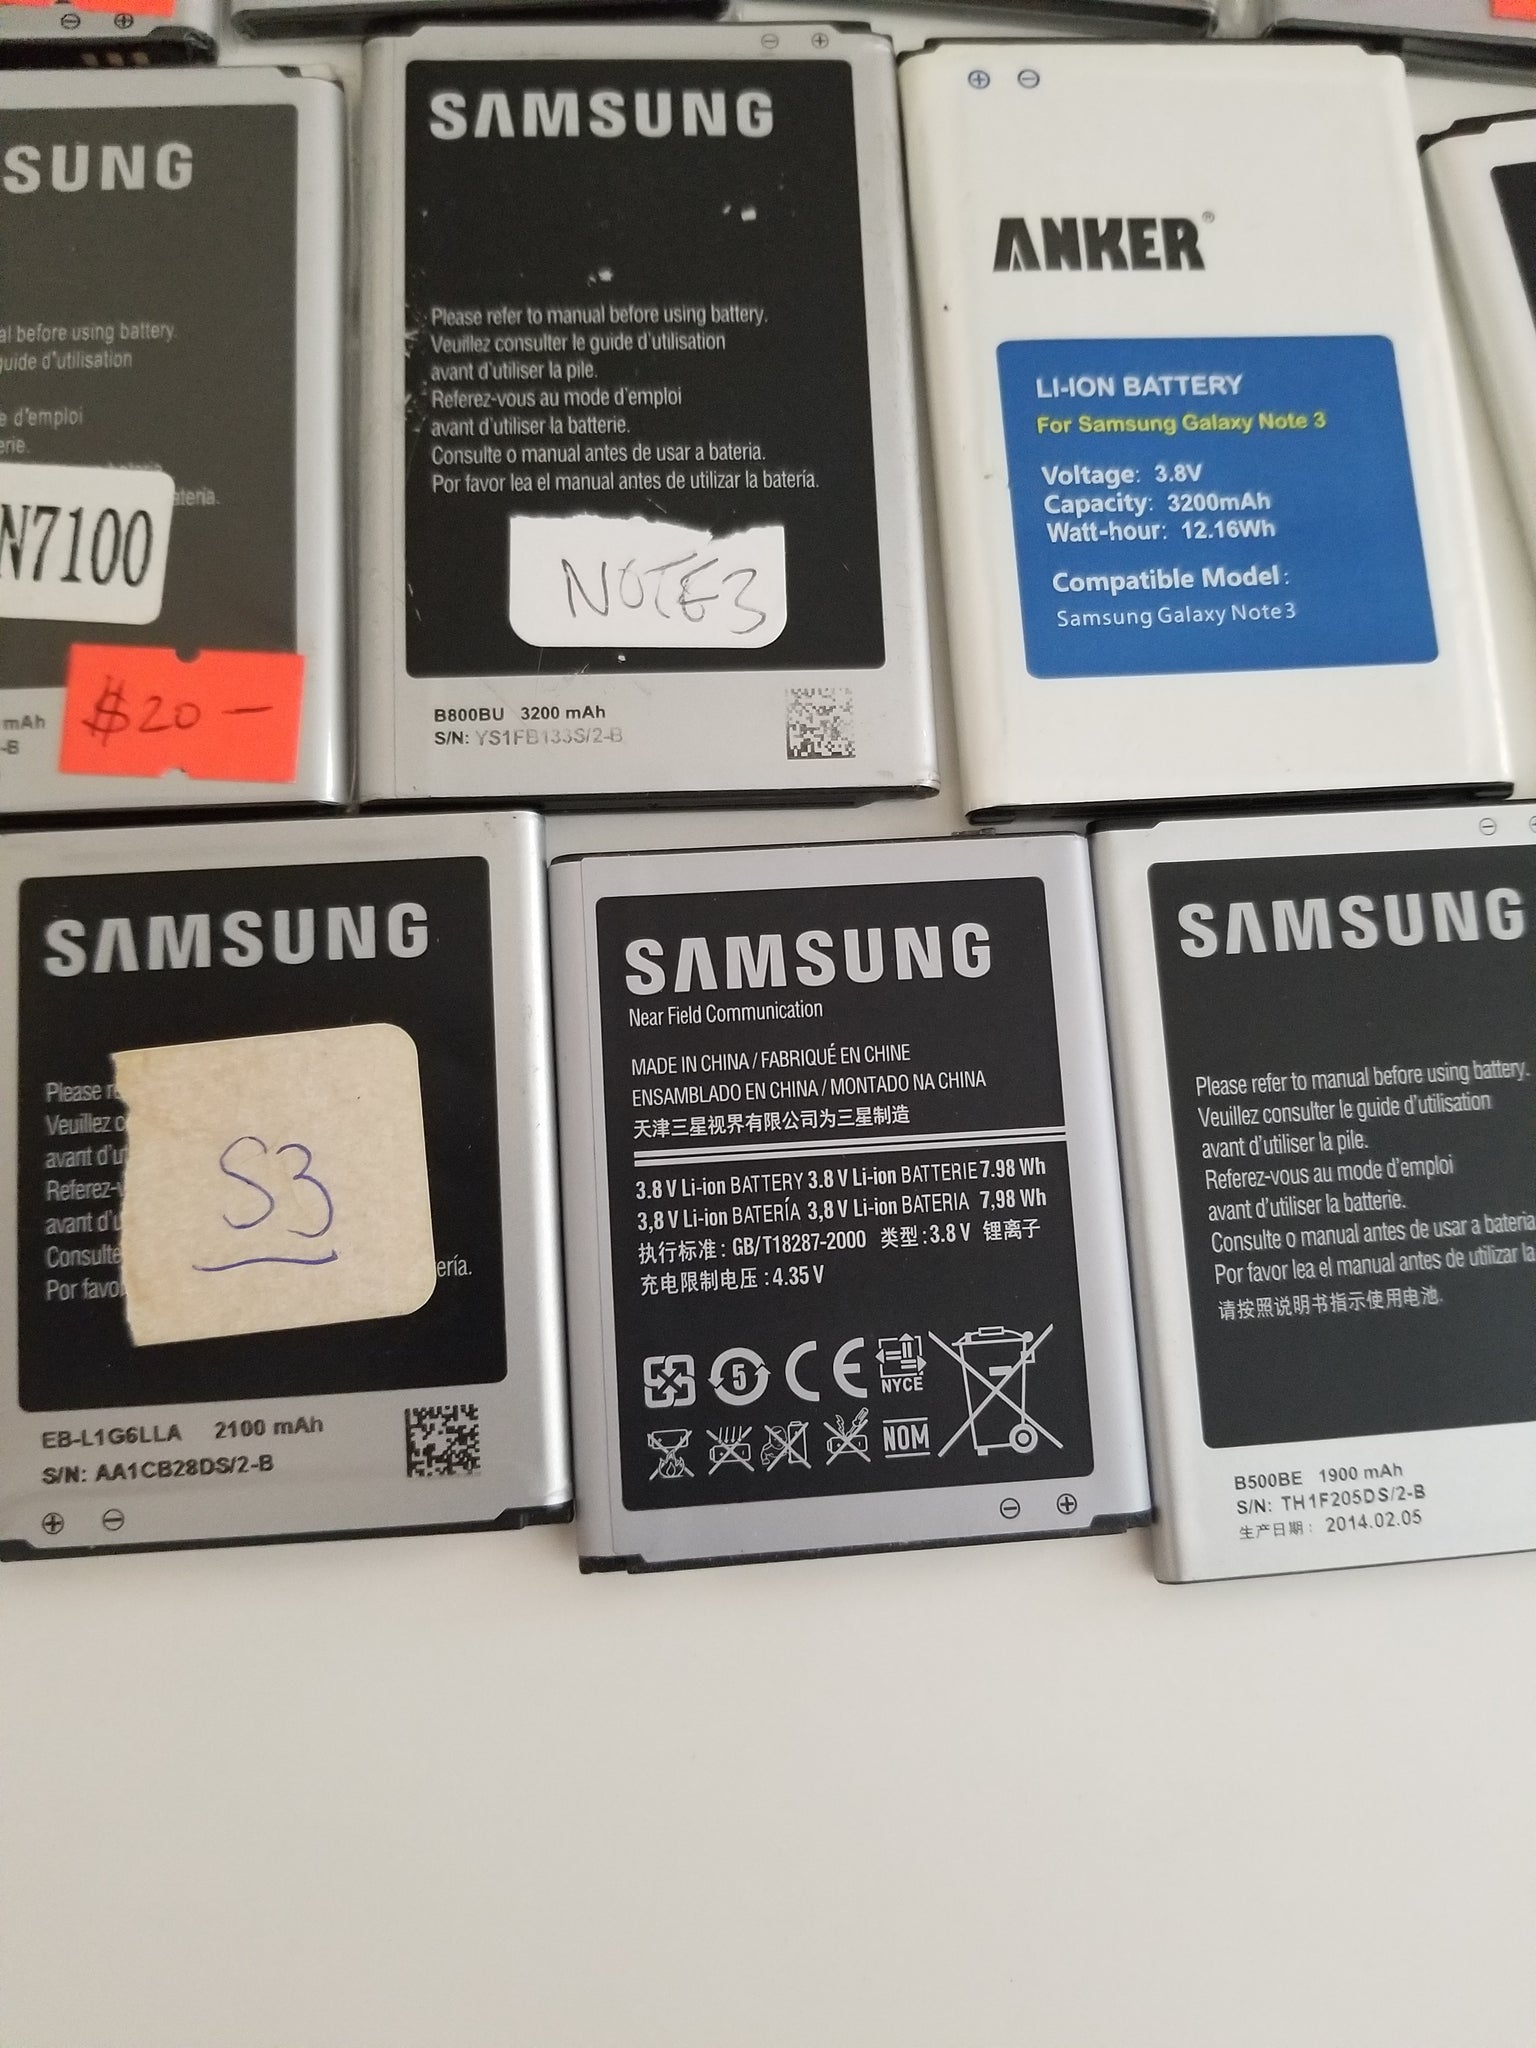 SUNG
before using battery.
guide d'utilisation
d'emploi
N7100
$20 —
mAh
-B
SAMSUNG
Please refer to manual before using battery.
Veuillez consulter le guide d'utilisation
avant d'utiliser la pile.
Referez-vous au mode d'emploi
avant d'utiliser la batterie.
Consulte o manual antes de usar a bateria.
Por favor lea el manual antes de utilizar la batería.
NOTE3
B800BU 3200 mAh
S/N: YS1FB133S/2-B
ANKER®
LI-ION BATTERY
For Samsung Galaxy Note 3
Voltage: 3.8V
Capacity: 3200mAh
Watt-hour: 12.16Wh
Compatible Model:
Samsung Galaxy Note3
SAMSUNG
Please
Veuillez
avant
Referez-
avant
Consulte
Por
S3
EB-L1G6LLA 2100 mAh
S/N: AA1CB28DS/2-B
SAMSUNG
Near Field Communication
MADE IN CHINA / FABRIQUÉ EN CHINE
ENSAMBLADO EN CHINA / MONTADO NA CHINA
天津三星视界有限公司为三星制造
3.8 V Li-ion BATTERY 3.8 V Li-ion BATTERIE 7.98 Wh
3,8 V Li-ion BATERÍA 3,8 V Li-ion BATERIA 7,98 Wh
执行标准: GB/T18287-2000 类型: 3.8 V 锂离子
充电限制电压: 4.35 V
5 CE NYCE
NOM
SAMSUNG
Please refer to manual before using battery.
Veuillez consulter le guide d'utilisation
avant d'utiliser la pile.
Referez-vous au mode d'emploi
avant d'utiliser la batterie.
Consulte o manual antes de usar a bateria
Por favor lea el manual antes de utilizar la
请按照说明书指示使用电池.
B500BE 1900 mAh
S/N: TH1F205DS/2-B
生产日期: 2014.02.05